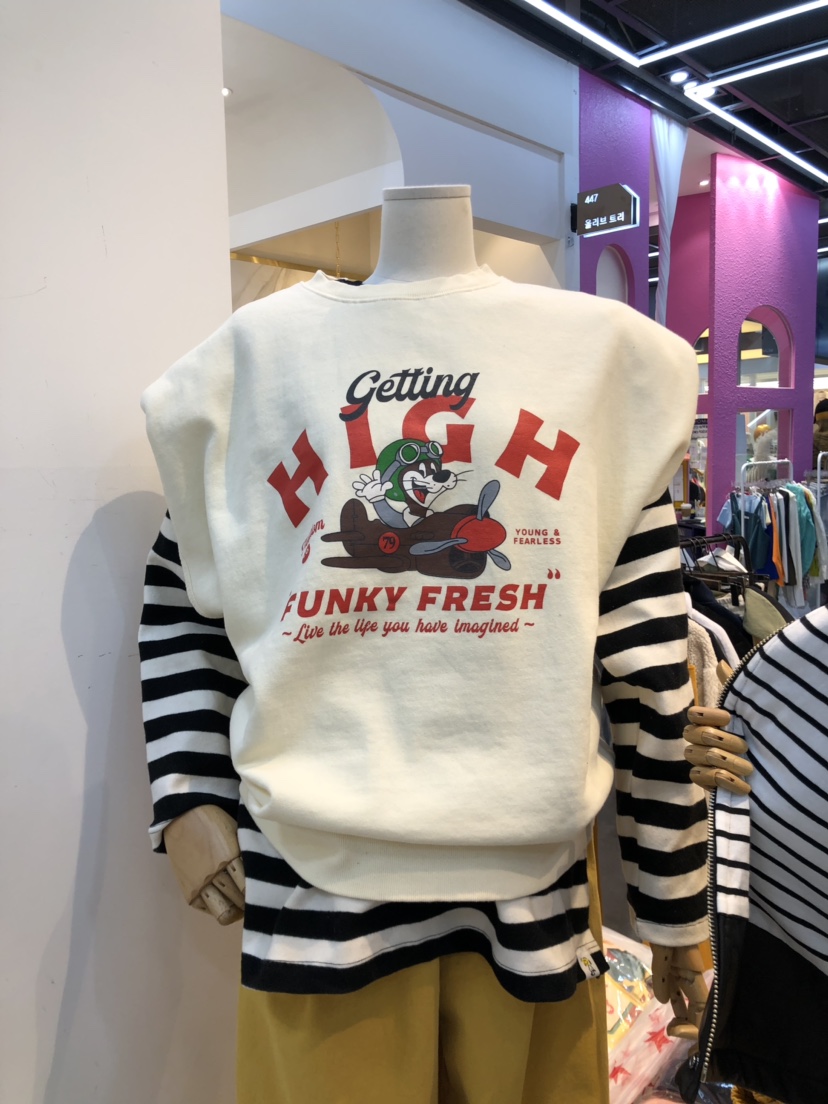 447
올리브 트리
Getting
HIGH
79
YOUNG &
FEARLESS
"FUNKY FRESH"
~Live the life you have imagined~